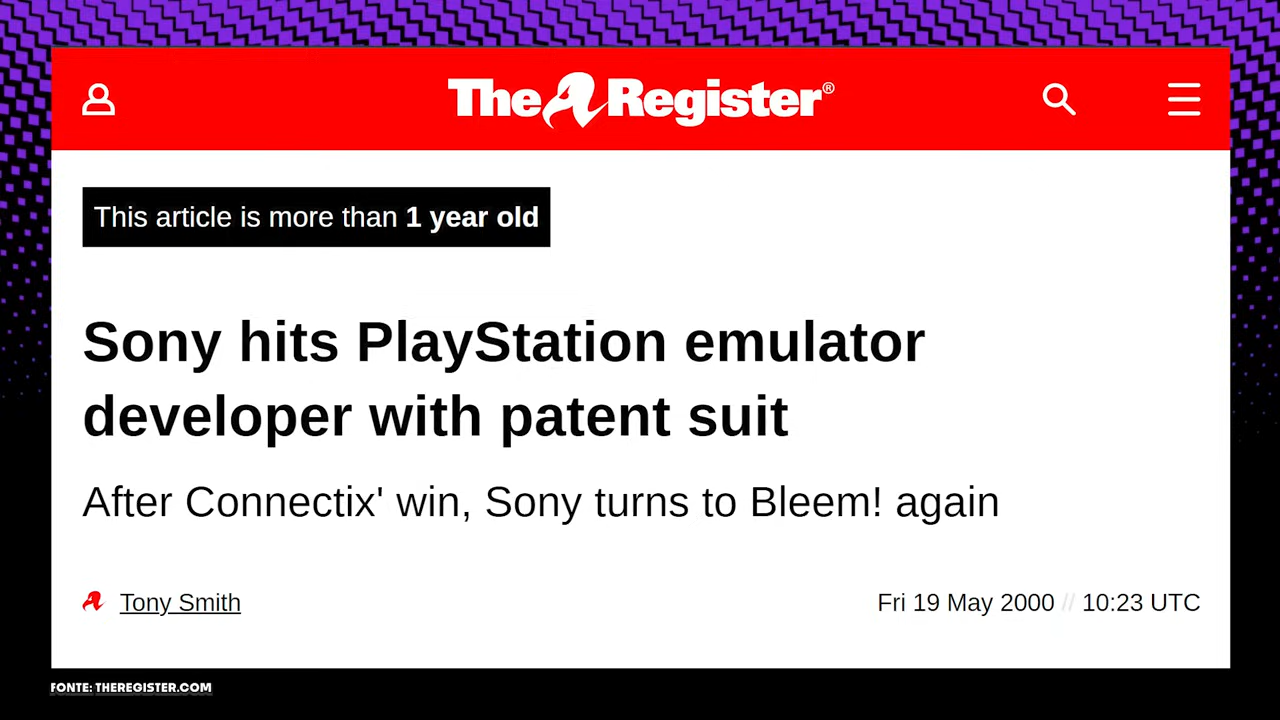 The Register®
This article is more than 1 year old
Sony hits PlayStation emulator
developer with patent suit
After Connectix' win, Sony turns to Bleem! again
Tony Smith
Fri 19 May 2000 // 10:23 UTC
FONTE: THEREGISTER.COM